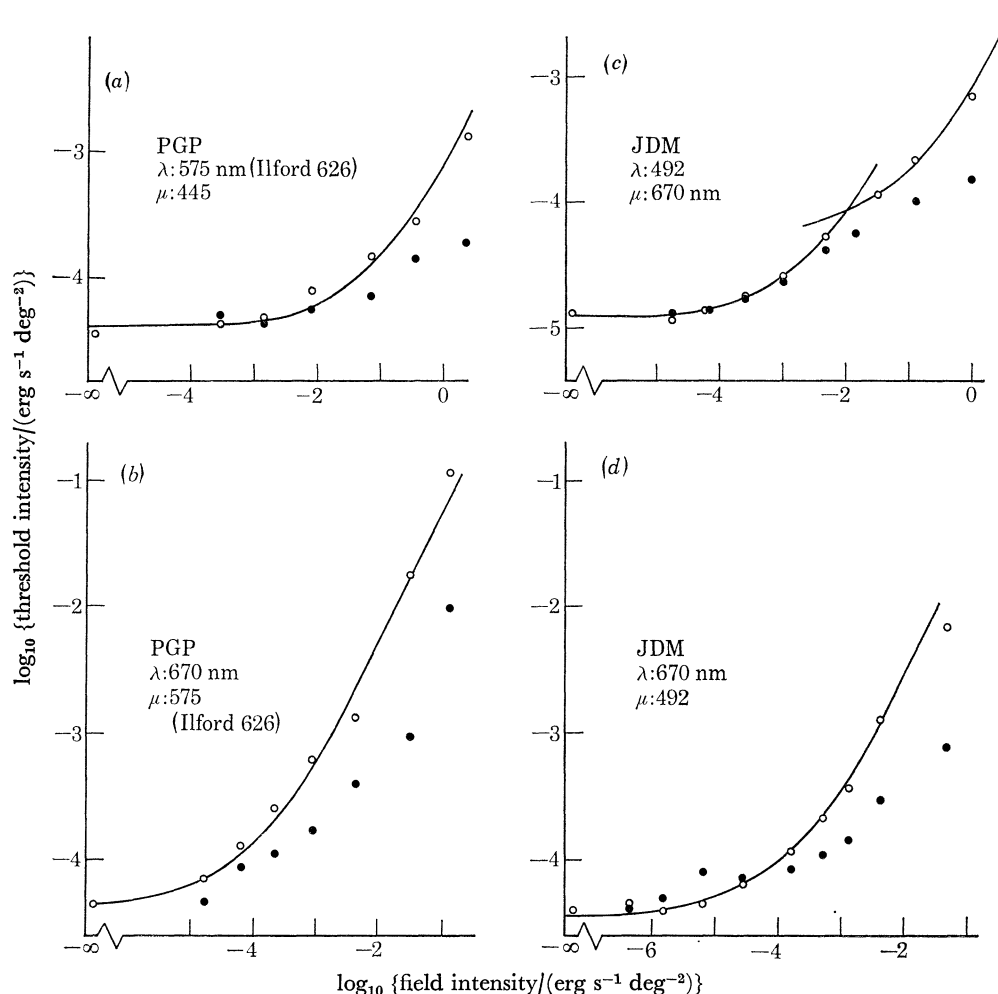 (a)
PGP
λ:575 nm (Ilford 626)
μ:445
−3
−4
−∞
−4
−2
0
(c)
JDM
λ:492
μ:670 nm
−3
−4
−5
−∞
−4
−2
0
(b)
PGP
λ:670 nm
μ:575
(Ilford 626)
−1
−2
−3
−4
−∞
−4
−2
(d)
JDM
λ:670 nm
μ:492
−1
−2
−3
−4
−∞
−6
−4
−2
log₁₀ {threshold intensity/(erg s⁻¹ deg⁻²)}
log₁₀ {field intensity/(erg s⁻¹ deg⁻²)}